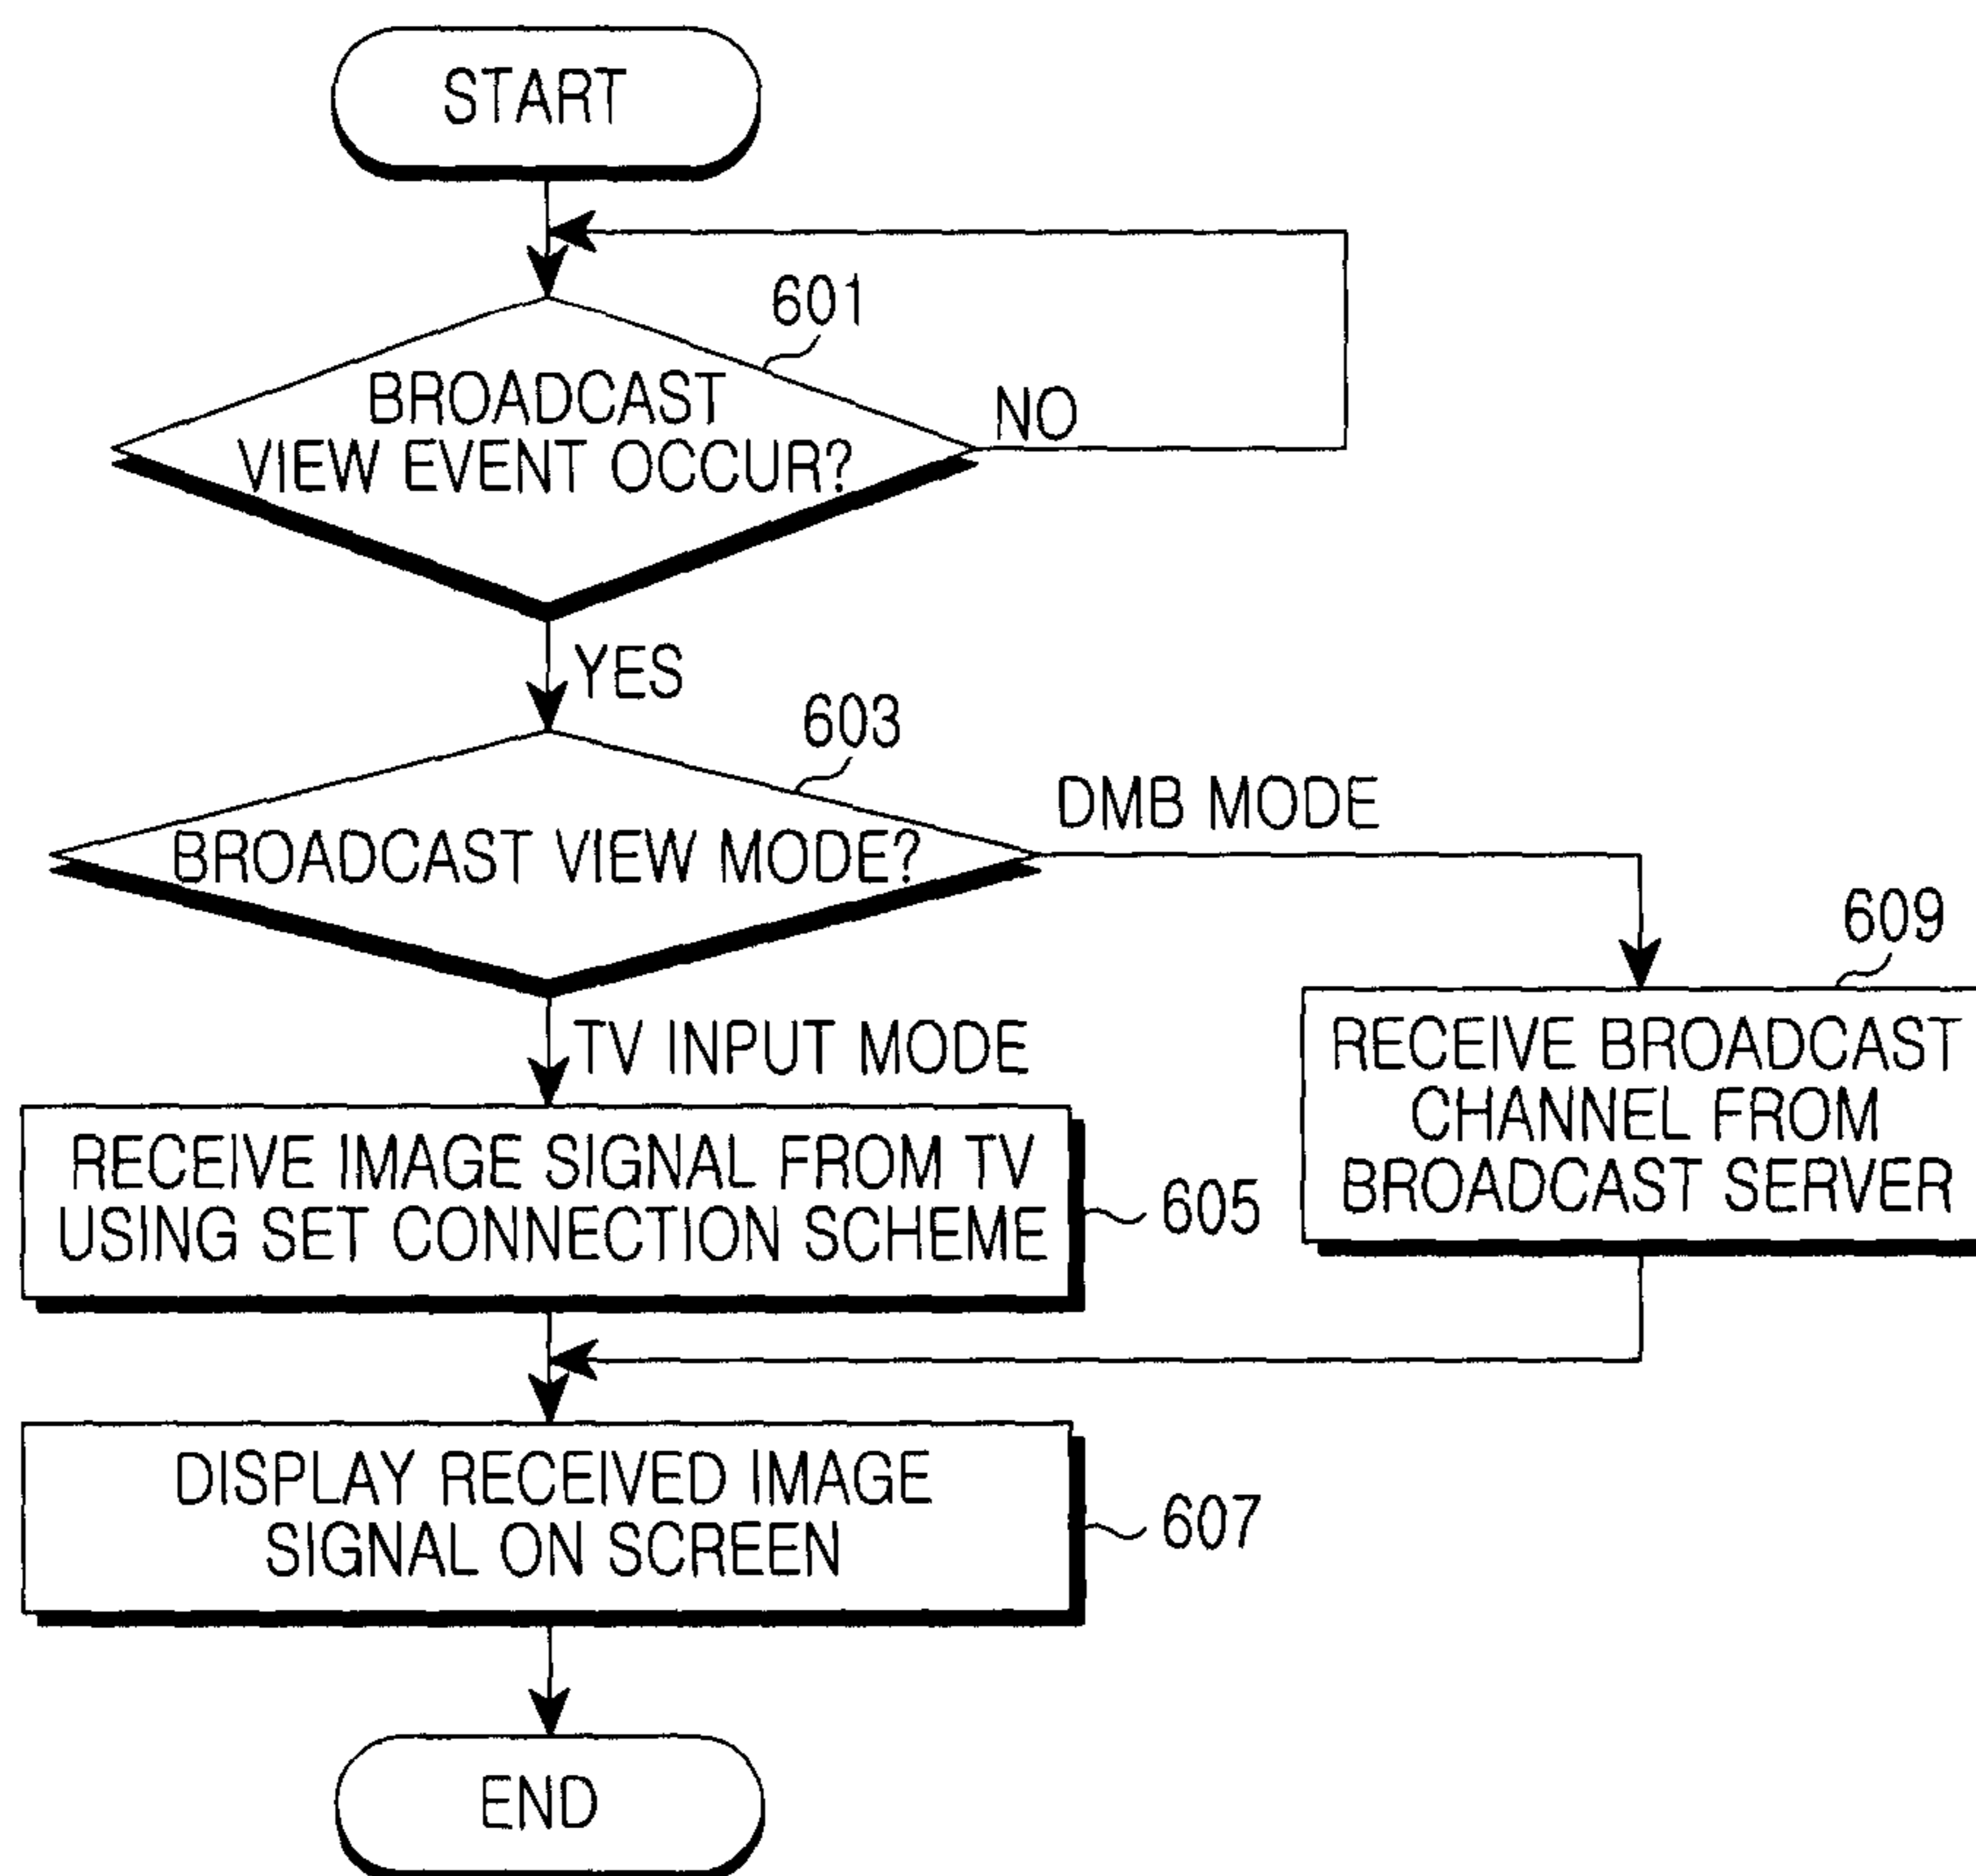 START
601
BROADCAST
VIEW EVENT OCCUR?
NO
YES
603
BROADCAST VIEW MODE?
DMB MODE
609
TV INPUT MODE
RECEIVE BROADCAST
CHANNEL FROM
BROADCAST SERVER
RECEIVE IMAGE SIGNAL FROM TV
USING SET CONNECTION SCHEME
605
DISPLAY RECEIVED IMAGE
SIGNAL ON SCREEN
607
END